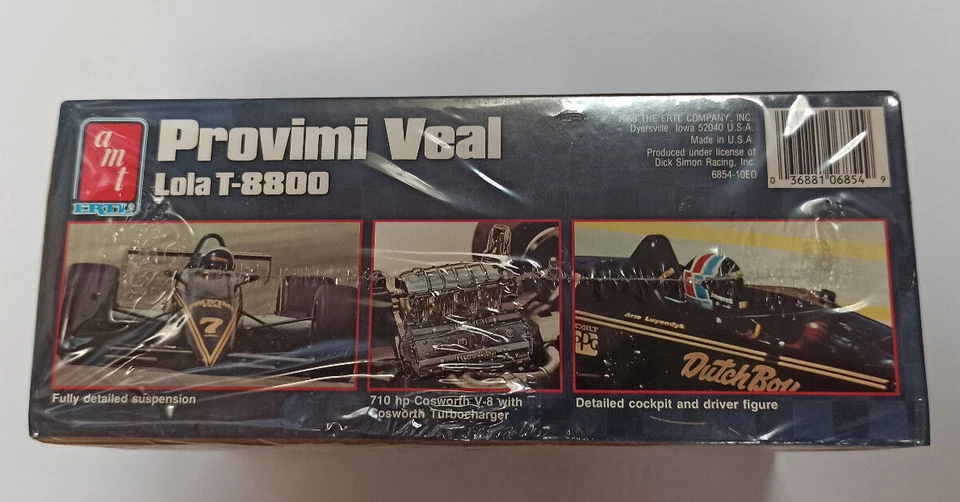 amt
ERTL
Provimi Veal
Lola T-8800
© 1989 THE ERTL COMPANY, INC.
Dyersville, Iowa 52040 U.S.A.
Made in U.S.A.
Produced under license of
Dick Simon Racing, Inc.
6854-10EO
0 36881 06854 9
7
Arie Luyendyk
PPG
Dutch Boy
Fully detailed suspension
710 hp Cosworth V-8 with
Cosworth Turbocharger
Detailed cockpit and driver figure